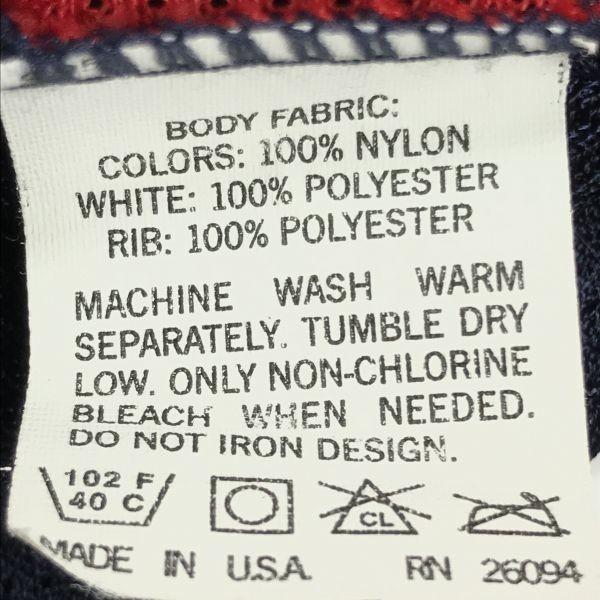 BODY FABRIC:
COLORS: 100% NYLON
WHITE: 100% POLYESTER
RIB: 100% POLYESTER
MACHINE WASH WARM
SEPARATELY. TUMBLE DRY
LOW. ONLY NON-CHLORINE
BLEACH WHEN NEEDED.
DO NOT IRON DESIGN.
102 F
40 C
CL
MADE IN U.S.A. RN 26094